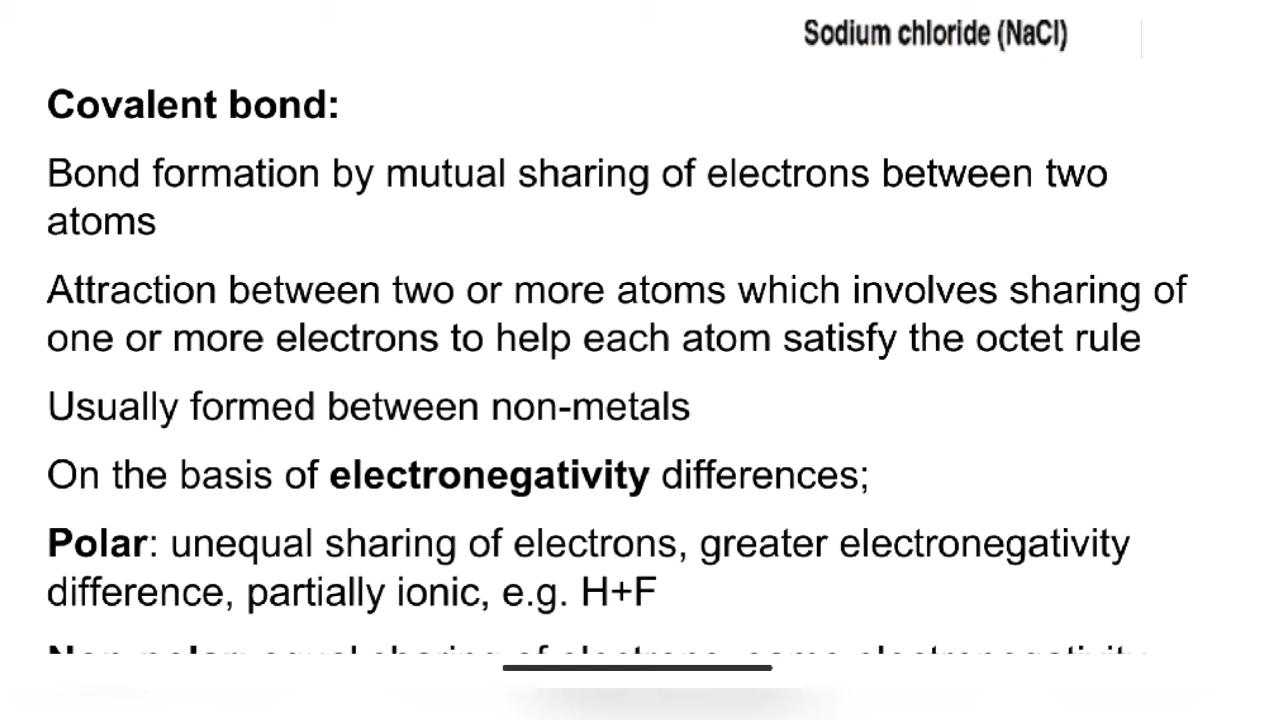 Sodium chloride (NaCl)
Covalent bond:
Bond formation by mutual sharing of electrons between two
atoms
Attraction between two or more atoms which involves sharing of
one or more electrons to help each atom satisfy the octet rule
Usually formed between non-metals
On the basis of electronegativity differences;
Polar: unequal sharing of electrons, greater electronegativity
difference, partially ionic, e.g. H+F